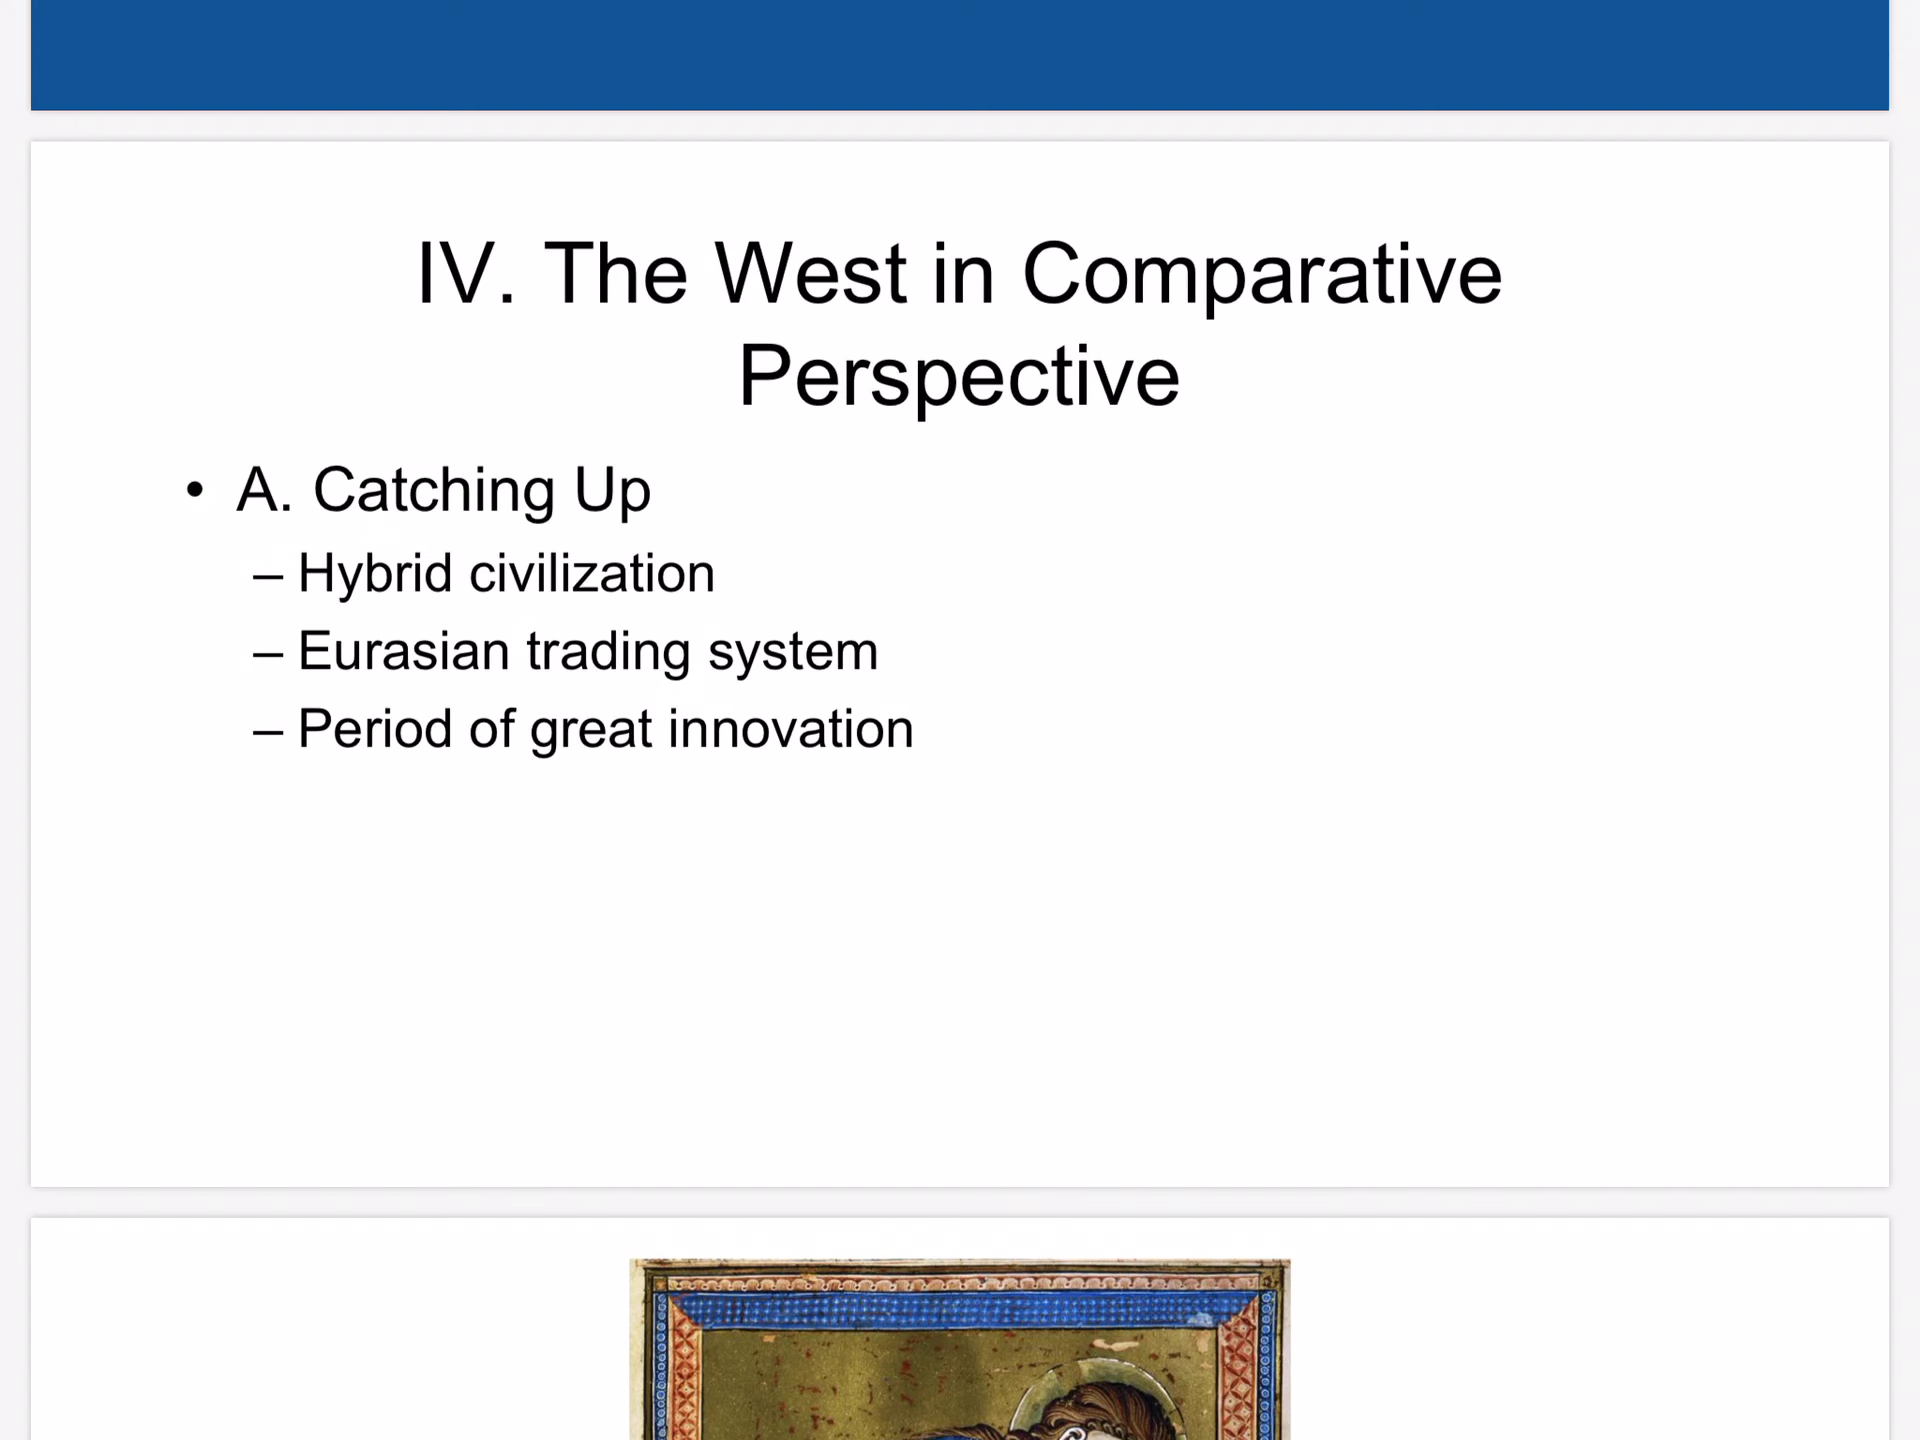 IV. The West in Comparative
Perspective
• A. Catching Up
– Hybrid civilization
– Eurasian trading system
– Period of great innovation